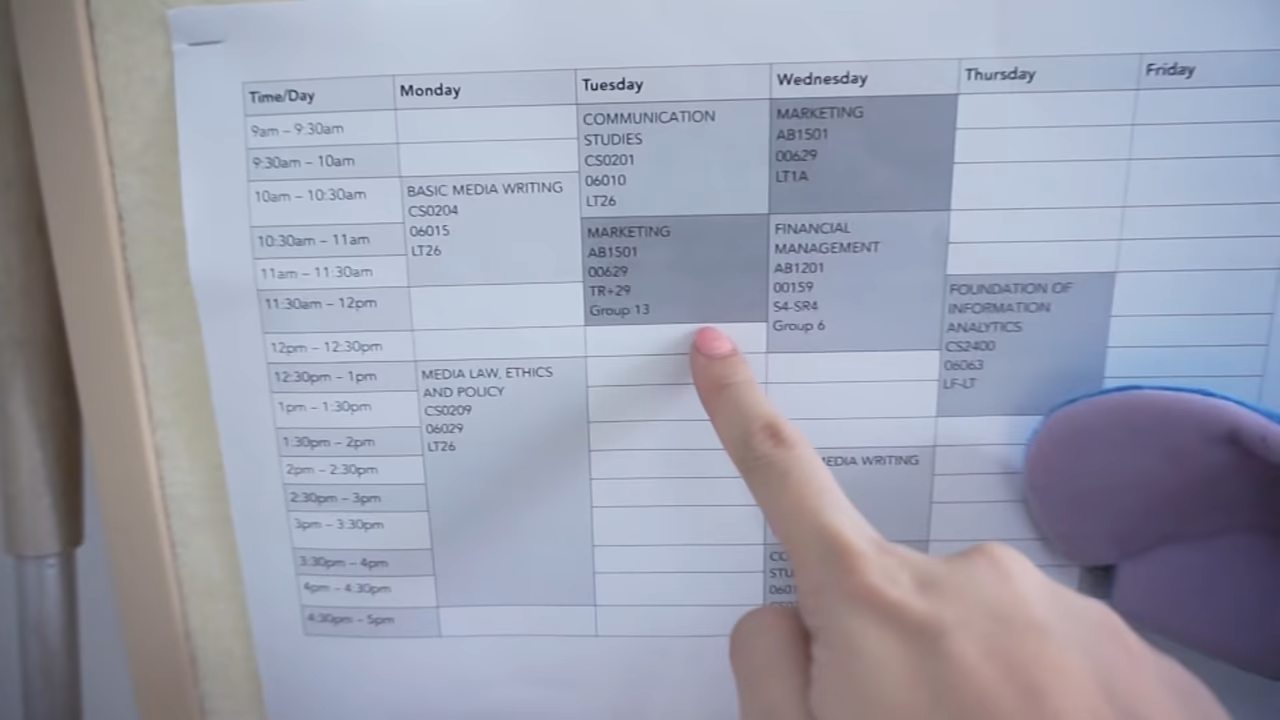 Time/Day
Monday
Tuesday
Wednesday
Thursday
Friday
9am – 9:30am
9:30am – 10am
10am – 10:30am
10:30am – 11am
11am – 11:30am
11:30am – 12pm
12pm – 12:30pm
12:30pm – 1pm
1pm – 1:30pm
1:30pm – 2pm
2pm – 2:30pm
2:30pm – 3pm
3pm – 3:30pm
3:30pm – 4pm
4pm – 4:30pm
4:30pm – 5pm
BASIC MEDIA WRITING
CS0204
06015
LT26
MEDIA LAW, ETHICS
AND POLICY
CS0209
06029
LT26
COMMUNICATION
STUDIES
CS0201
06010
LT26
MARKETING
AB1501
00629
TR+29
Group 13
MARKETING
AB1501
00629
LT1A
FINANCIAL
MANAGEMENT
AB1201
00159
S4-SR4
Group 6
EDIA WRITING
CO
STU
0601
FOUNDATION OF
INFORMATION
ANALYTICS
CS2400
06063
LF-LT